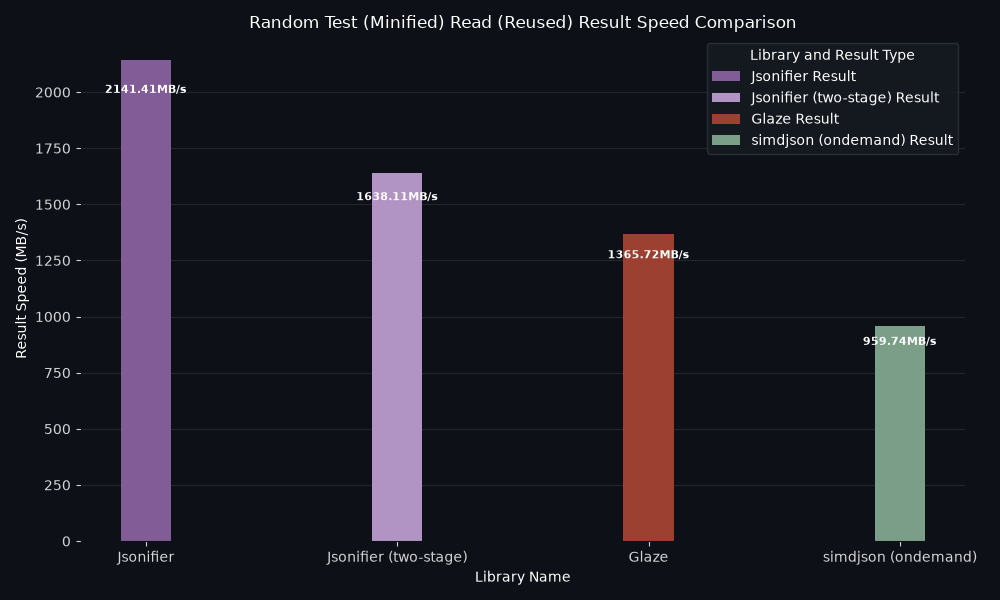 Random Test (Minified) Read (Reused) Result Speed Comparison
Library and Result Type
Jsonifier Result
Jsonifier (two-stage) Result
Glaze Result
simdjson (ondemand) Result
Result Speed (MB/s)
2000
1750
1500
1250
1000
750
500
250
0
2141.41MB/s
1638.11MB/s
1365.72MB/s
959.74MB/s
Jsonifier
Jsonifier (two-stage)
Glaze
simdjson (ondemand)
Library Name